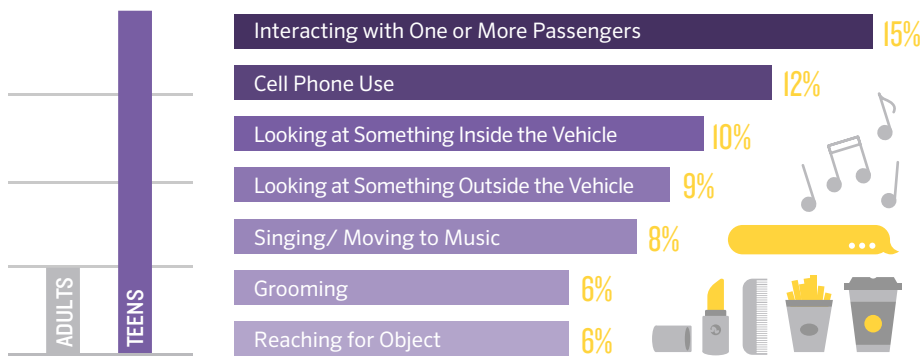 ADULTS
TEENS
Interacting with One or More Passengers 15%
Cell Phone Use 12%
Looking at Something Inside the Vehicle 10%
Looking at Something Outside the Vehicle 9%
Singing/ Moving to Music 8%
Grooming 6%
Reaching for Object 6%